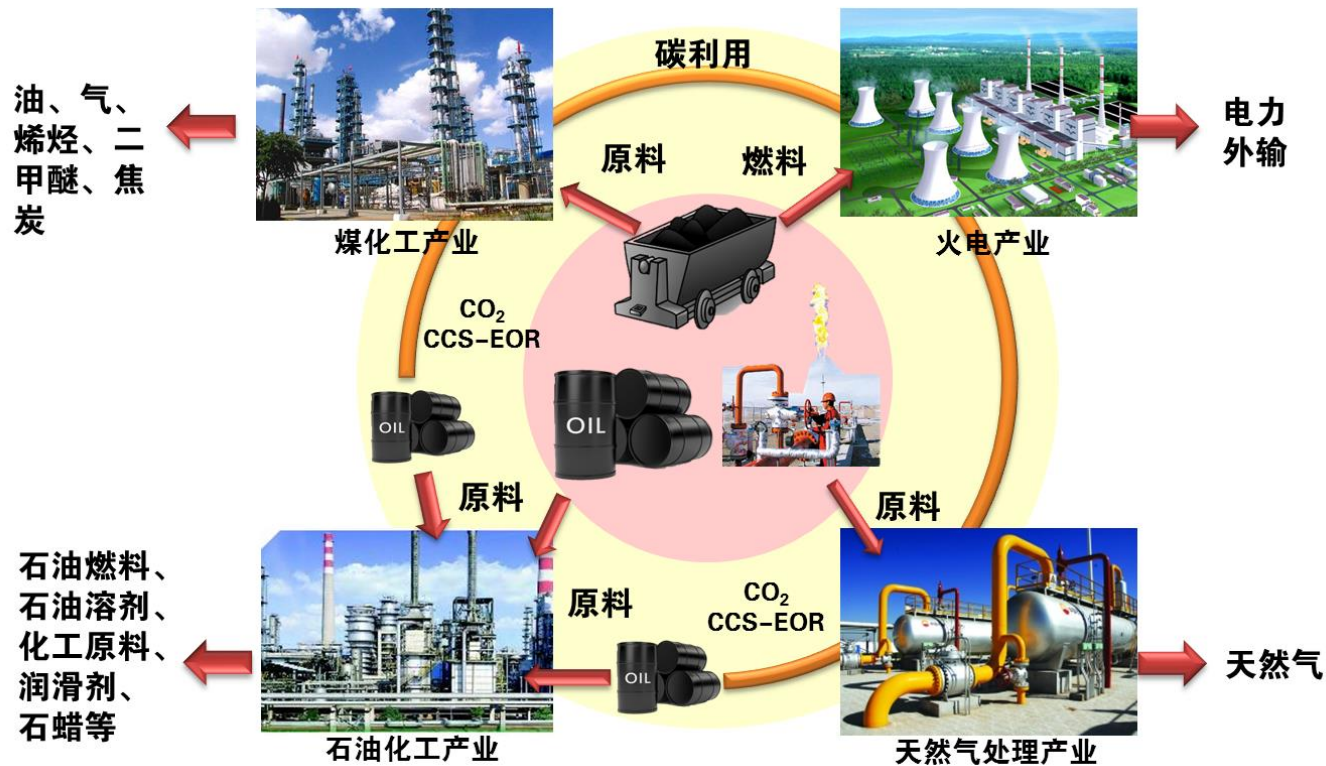 碳利用
油、气、
烯烃、二
甲醚、焦
炭
原料
燃料
电力
外输
煤化工产业
火电产业
CO₂
CCS-EOR
OIL
OIL
原料
原料
石油燃料、
石油溶剂、
化工原料、
润滑剂、
石蜡等
原料
CO₂
CCS-EOR
OIL
天然气
石油化工产业
天然气处理产业